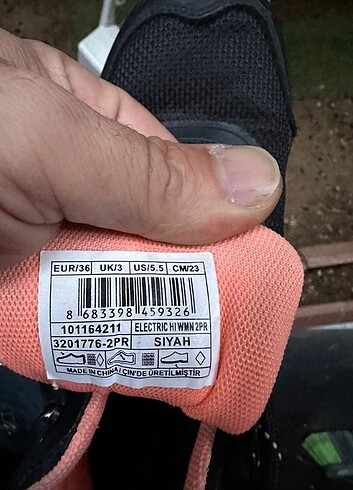 EUR/36 UK/3 US/5.5 CM/23
8 683398 459326
101164211 ELECTRIC HI WMN 2PR
3201776-2PR SIYAH
MADE IN CHINA / ÇİN'DE ÜRETİLMİŞTİR